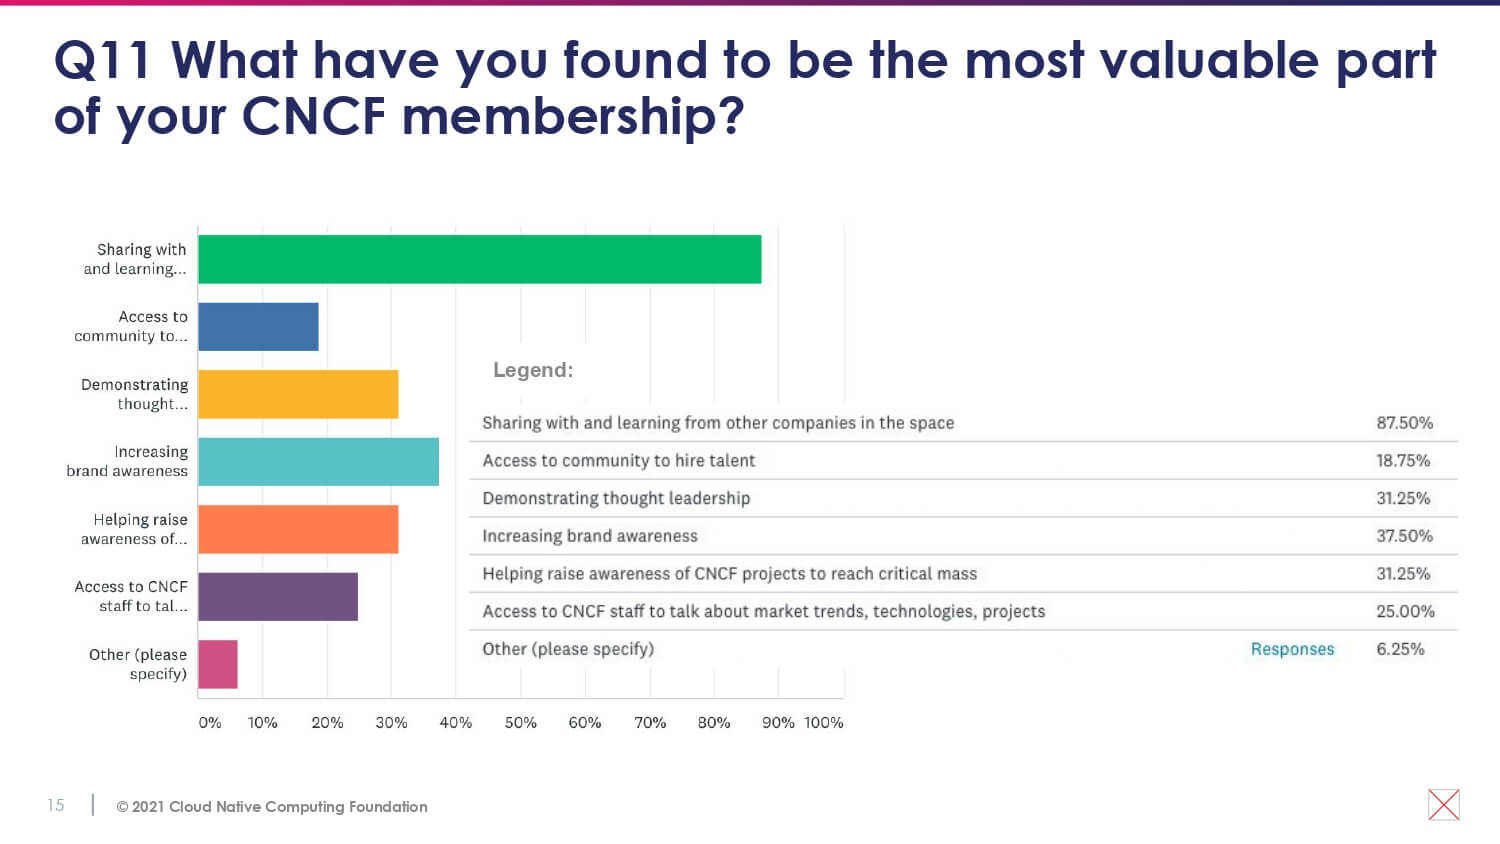 Q11 What have you found to be the most valuable part
of your CNCF membership?
Sharing with
and learning...
Access to
community to...
Demonstrating
thought...
Increasing
brand awareness
Helping raise
awareness of...
Access to CNCF
staff to tal...
Other (please
specify)
0% 10% 20% 30% 40% 50% 60% 70% 80% 90% 100%
Legend:
Sharing with and learning from other companies in the space 87.50%
Access to community to hire talent 18.75%
Demonstrating thought leadership 31.25%
Increasing brand awareness 37.50%
Helping raise awareness of CNCF projects to reach critical mass 31.25%
Access to CNCF staff to talk about market trends, technologies, projects 25.00%
Other (please specify) Responses 6.25%
15 © 2021 Cloud Native Computing Foundation